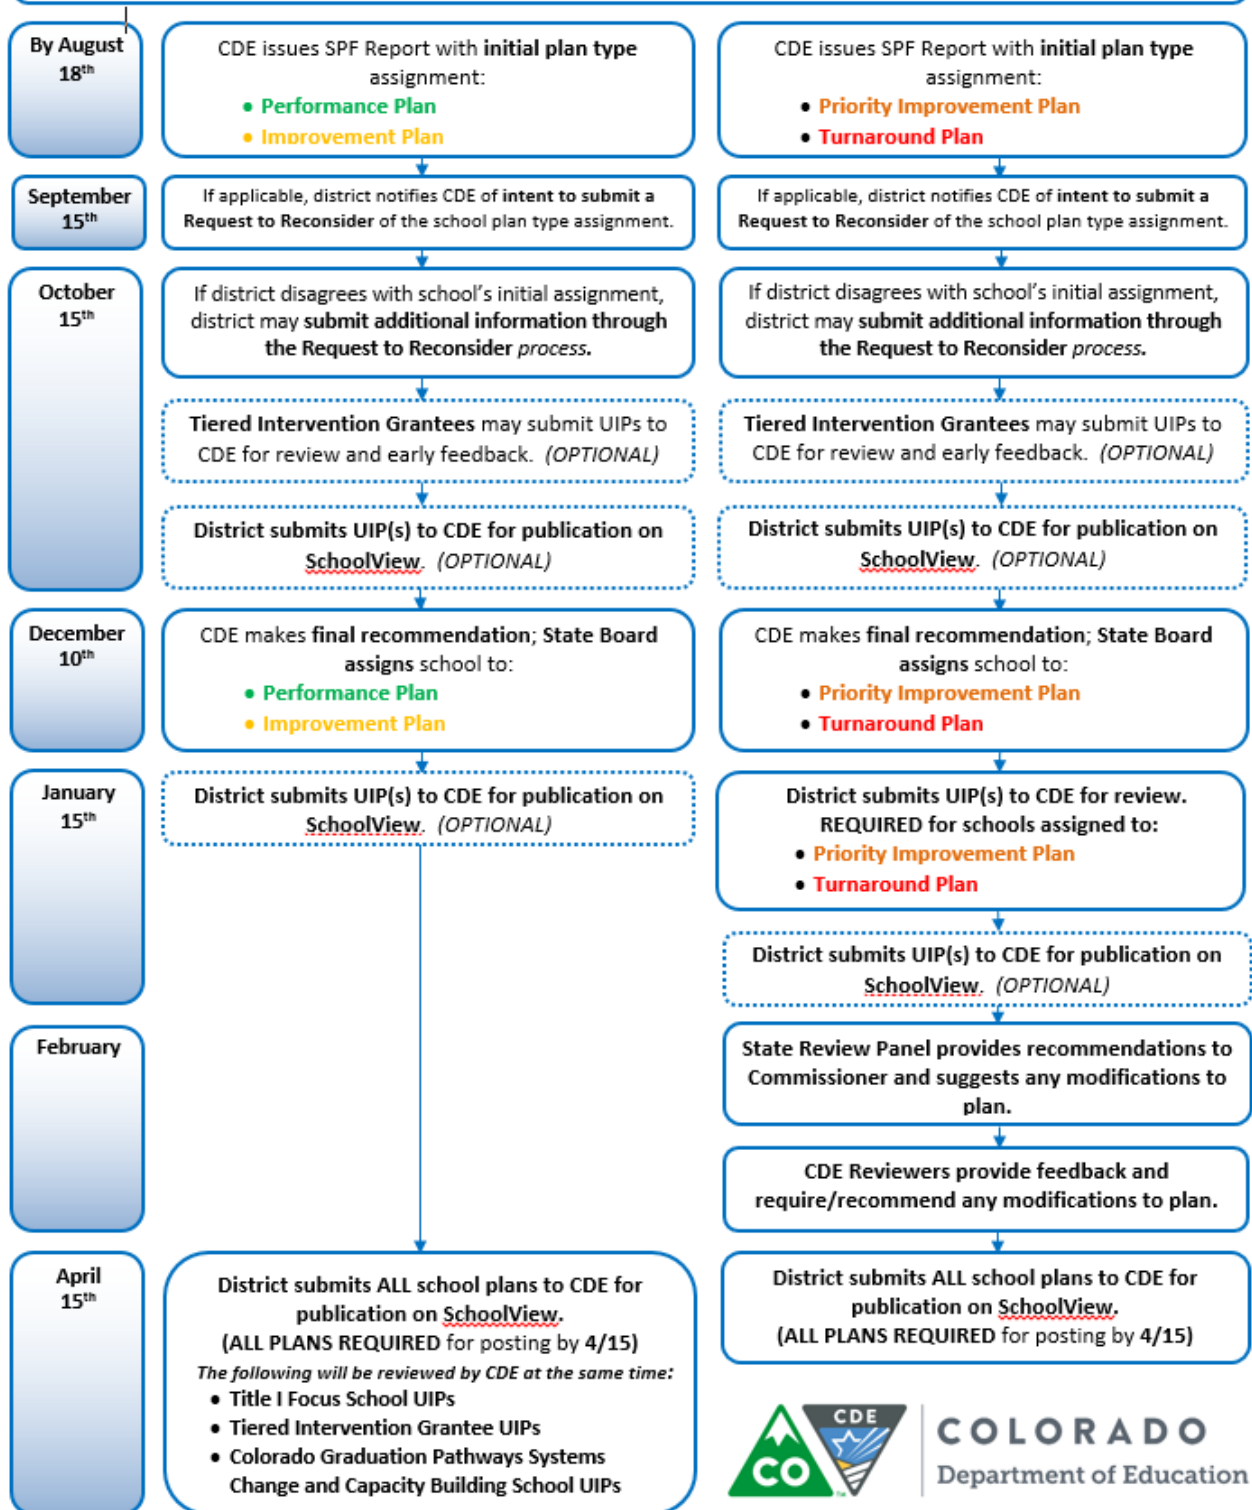 By August
18th
CDE issues SPF Report with initial plan type
assignment:
• Performance Plan
• Improvement Plan
CDE issues SPF Report with initial plan type
assignment:
• Priority Improvement Plan
• Turnaround Plan
September
15th
If applicable, district notifies CDE of intent to submit a
Request to Reconsider of the school plan type assignment.
If applicable, district notifies CDE of intent to submit a
Request to Reconsider of the school plan type assignment.
October
15th
If district disagrees with school's initial assignment,
district may submit additional information through
the Request to Reconsider process.
If district disagrees with school's initial assignment,
district may submit additional information through
the Request to Reconsider process.
Tiered Intervention Grantees may submit UIPs to
CDE for review and early feedback. (OPTIONAL)
Tiered Intervention Grantees may submit UIPs to
CDE for review and early feedback. (OPTIONAL)
District submits UIP(s) to CDE for publication on
SchoolView. (OPTIONAL)
District submits UIP(s) to CDE for publication on
SchoolView. (OPTIONAL)
December
10th
CDE makes final recommendation; State Board
assigns school to:
• Performance Plan
• Improvement Plan
CDE makes final recommendation; State Board
assigns school to:
• Priority Improvement Plan
• Turnaround Plan
January
15th
District submits UIP(s) to CDE for publication on
SchoolView. (OPTIONAL)
District submits UIP(s) to CDE for review.
REQUIRED for schools assigned to:
• Priority Improvement Plan
• Turnaround Plan
District submits UIP(s) to CDE for publication on
SchoolView. (OPTIONAL)
February
State Review Panel provides recommendations to
Commissioner and suggests any modifications to
plan.
CDE Reviewers provide feedback and
require/recommend any modifications to plan.
April
15th
District submits ALL school plans to CDE for
publication on SchoolView.
(ALL PLANS REQUIRED for posting by 4/15)
The following will be reviewed by CDE at the same time:
• Title I Focus School UIPs
• Tiered Intervention Grantee UIPs
• Colorado Graduation Pathways Systems
Change and Capacity Building School UIPs
District submits ALL school plans to CDE for
publication on SchoolView.
(ALL PLANS REQUIRED for posting by 4/15)
CO
CDE
COLORADO
Department of Education